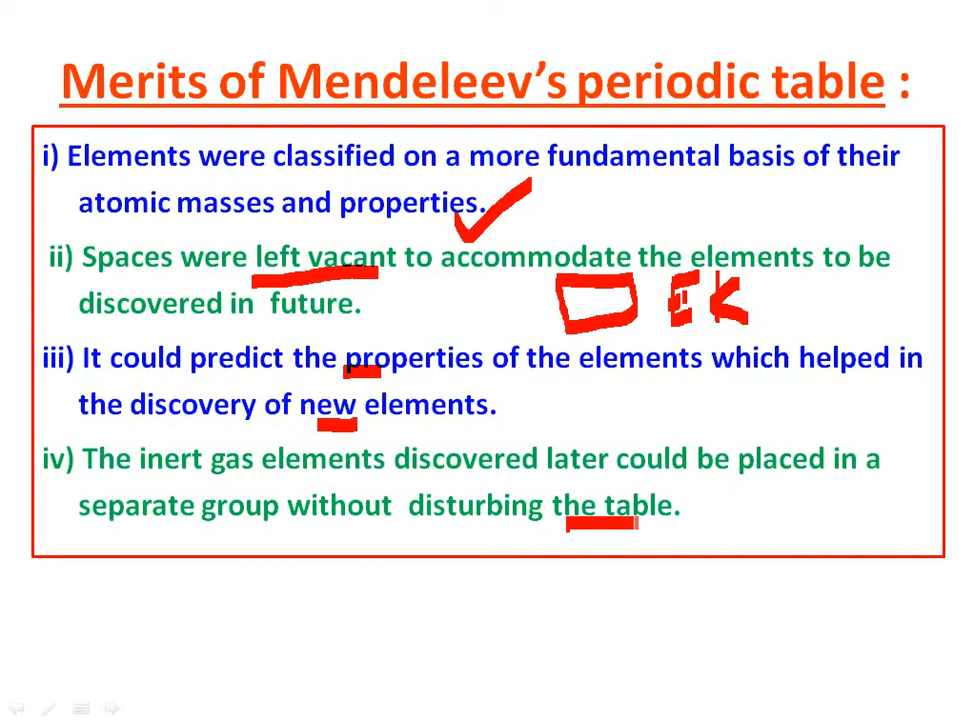 Merits of Mendeleev’s periodic table :
i) Elements were classified on a more fundamental basis of their
atomic masses and properties.
ii) Spaces were left vacant to accommodate the elements to be
discovered in future.
iii) It could predict the properties of the elements which helped in
the discovery of new elements.
iv) The inert gas elements discovered later could be placed in a
separate group without disturbing the table.